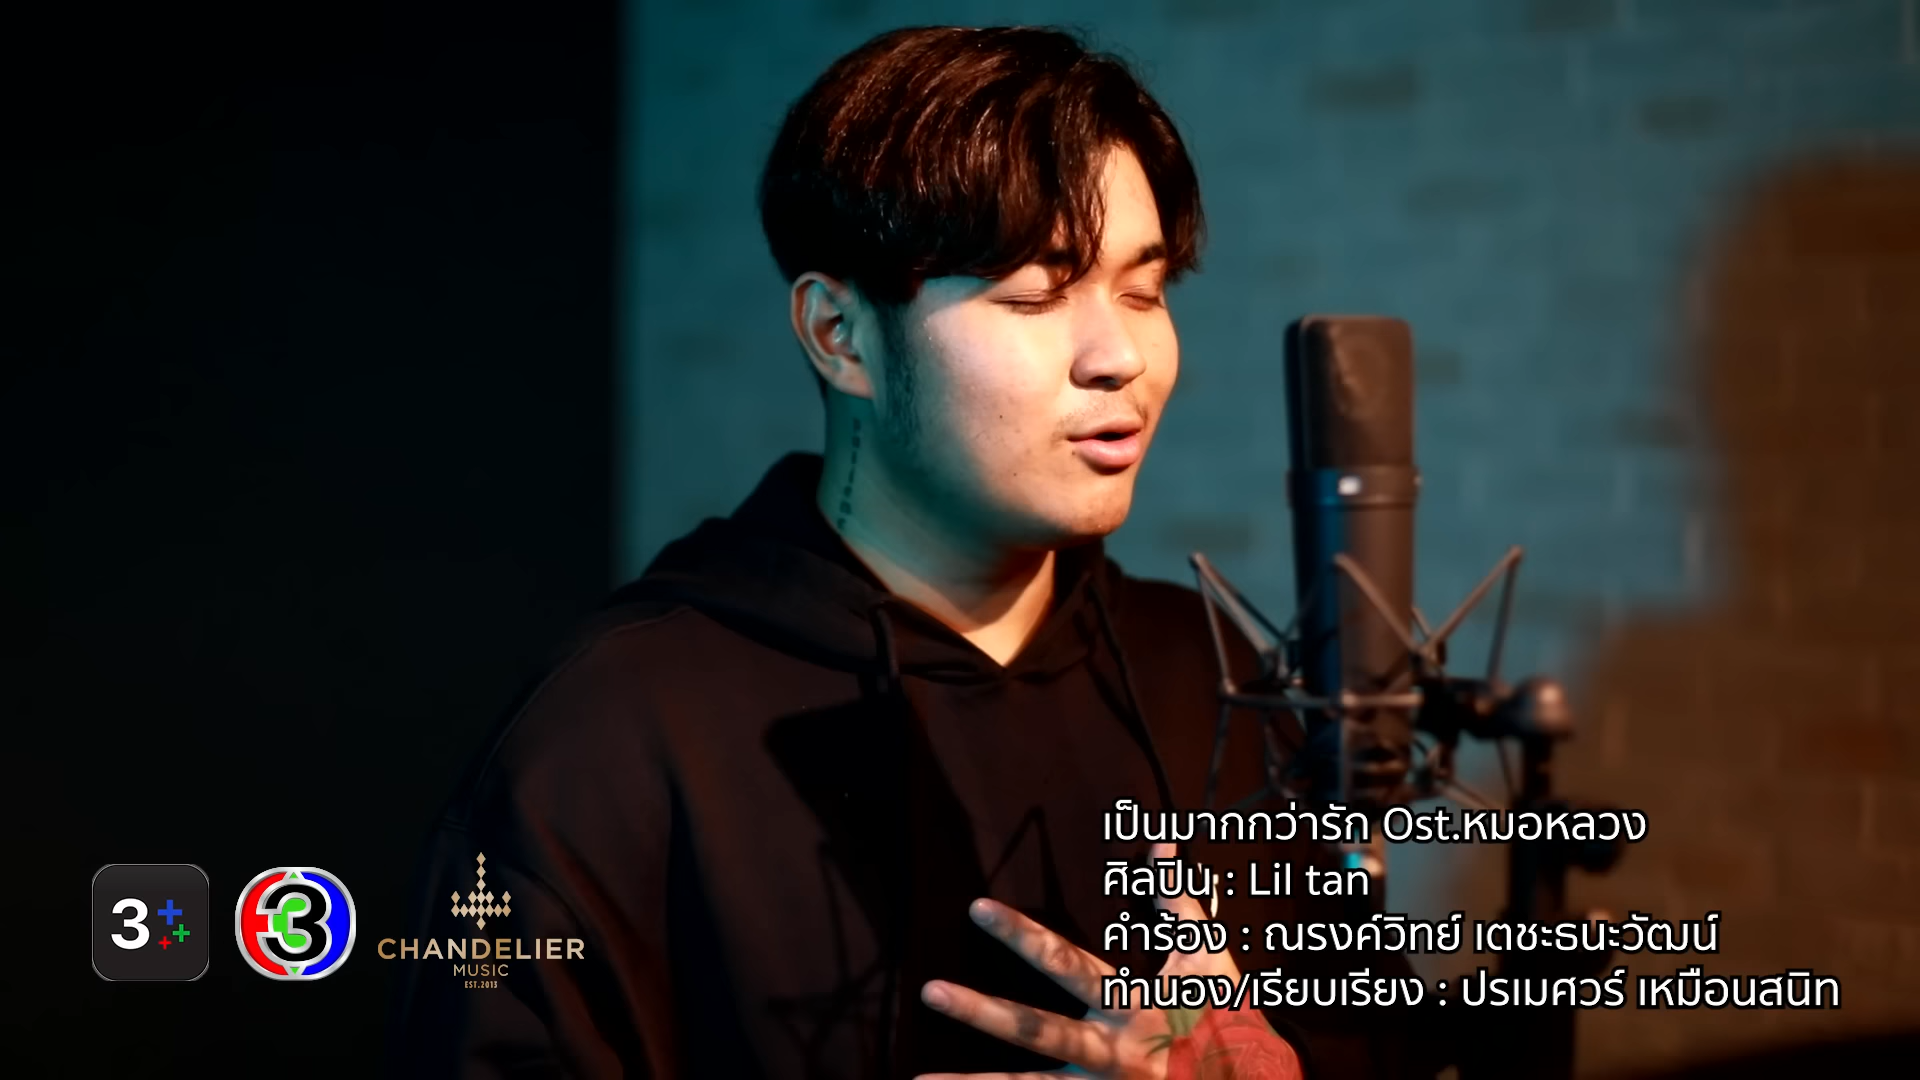 เป็นมากกว่ารัก Ost.หมอหลวง
ศิลปิน : Lil tan
คำร้อง : ณรงค์วิทย์ เตชะธนะวัฒน์
ทำนอง/เรียบเรียง : ปรเมศวร์ เหมือนสนิท
3+
3
CHANDELIER
MUSIC
EST.2013